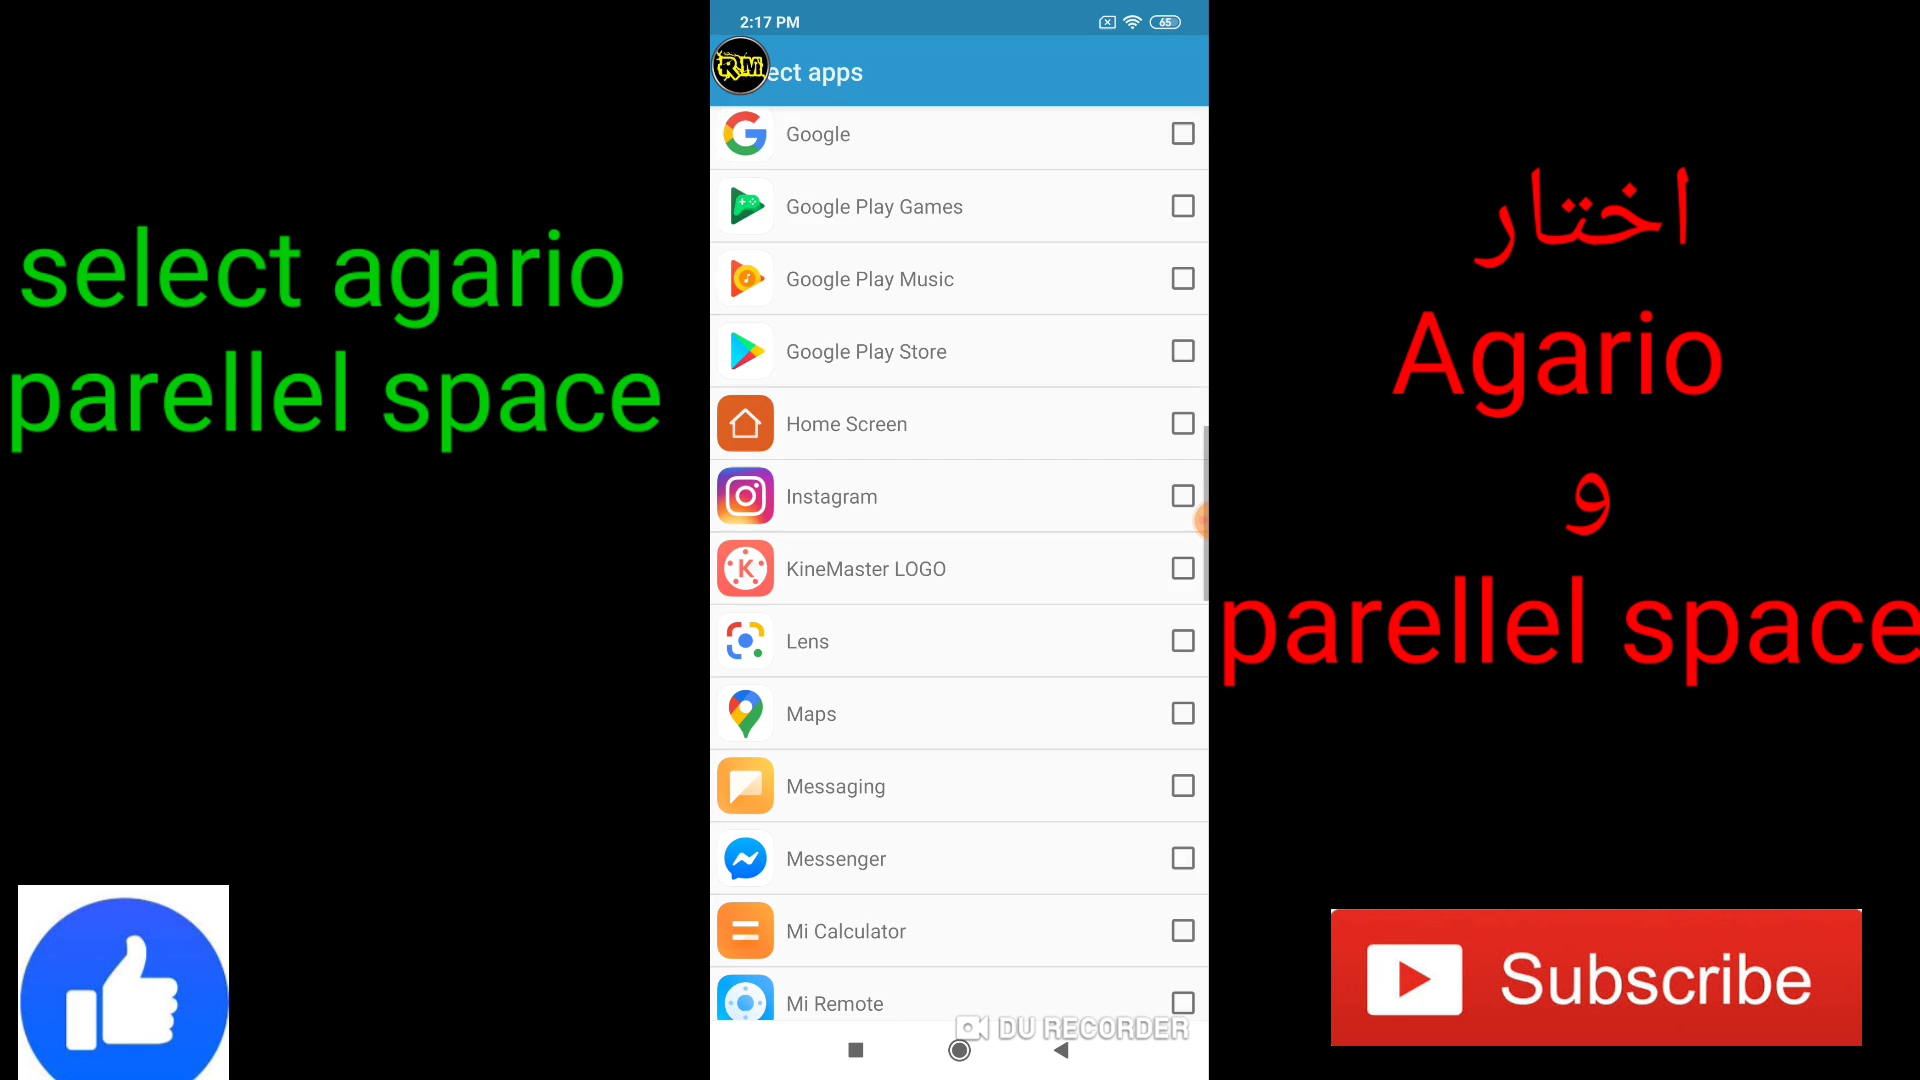 select agario
parellel space
2:17 PM
65
RM
ect apps
Google
Google Play Games
Google Play Music
Google Play Store
Home Screen
Instagram
K
KineMaster LOGO
Lens
Maps
Messaging
Messenger
Mi Calculator
Mi Remote
DU RECORDER
اختار
Agario
و
parellel space
Subscribe